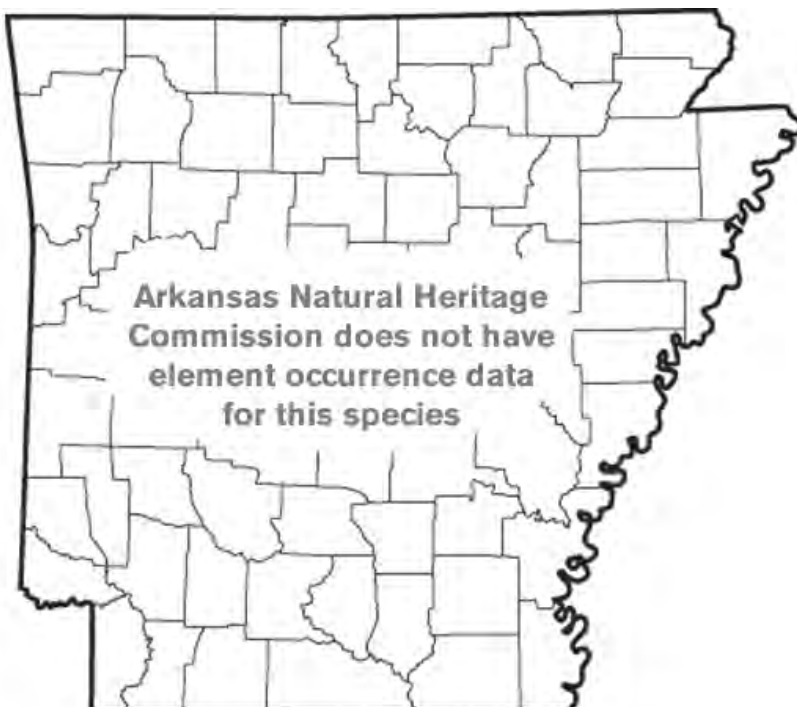 Arkansas Natural Heritage
Commission does not have
element occurrence data
for this species